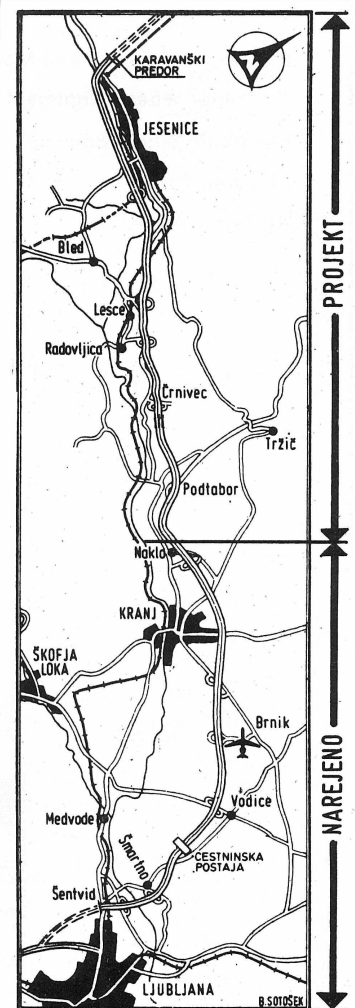 KARAVANŠKI
PREDOR
JESENICE
Bled
Lesce
Radovljica
Črnivec
Tržič
Podtabor
Naklo
KRANJ
ŠKOFJA
LOKA
Brnik
Vodice
Medvode
Šmartno
CESTNINSKA
POSTAJA
Šentvid
LJUBLJANA
B. SOTOŠEK
PROJEKT
NAREJENO